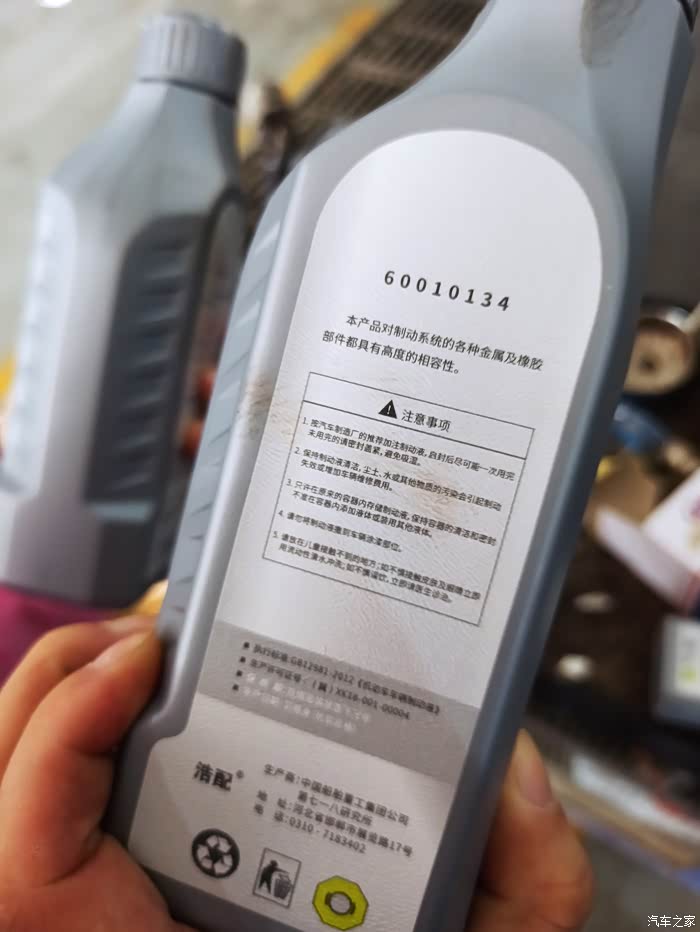 60010134
本产品对制动系统的各种金属及橡胶
部件都具有高度的相容性。
注意事项
1. 按汽车制造厂的推荐加注制动液，启封后尽可能一次用完
未用完的请密封盖紧，避免吸湿。
2. 保持制动液清洁，尘土、水或其他物质的污染会引起制动
失效或增加车辆维修费用。
3. 只许在原来的容器内存储制动液，保持容器的清洁和密封
不准在容器内添加液体或装用其他液体。
4. 请勿将制动液撒到车辆涂漆部位。
5. 请放在儿童接触不到的地方；如不慎接触皮肤及眼睛立即
用流动性清水冲洗；如不慎误饮，立即请医生诊治。
■ 执行标准：GB12981-2012《机动车车辆制动液》
■ 生产许可证号：（冀）XK16-001-00004
浩配®
生产商：中国船舶重工集团公司
第七一八研究所
地 址：河北省邯郸市展览路17号
电 话：0310-7183402
汽车之家